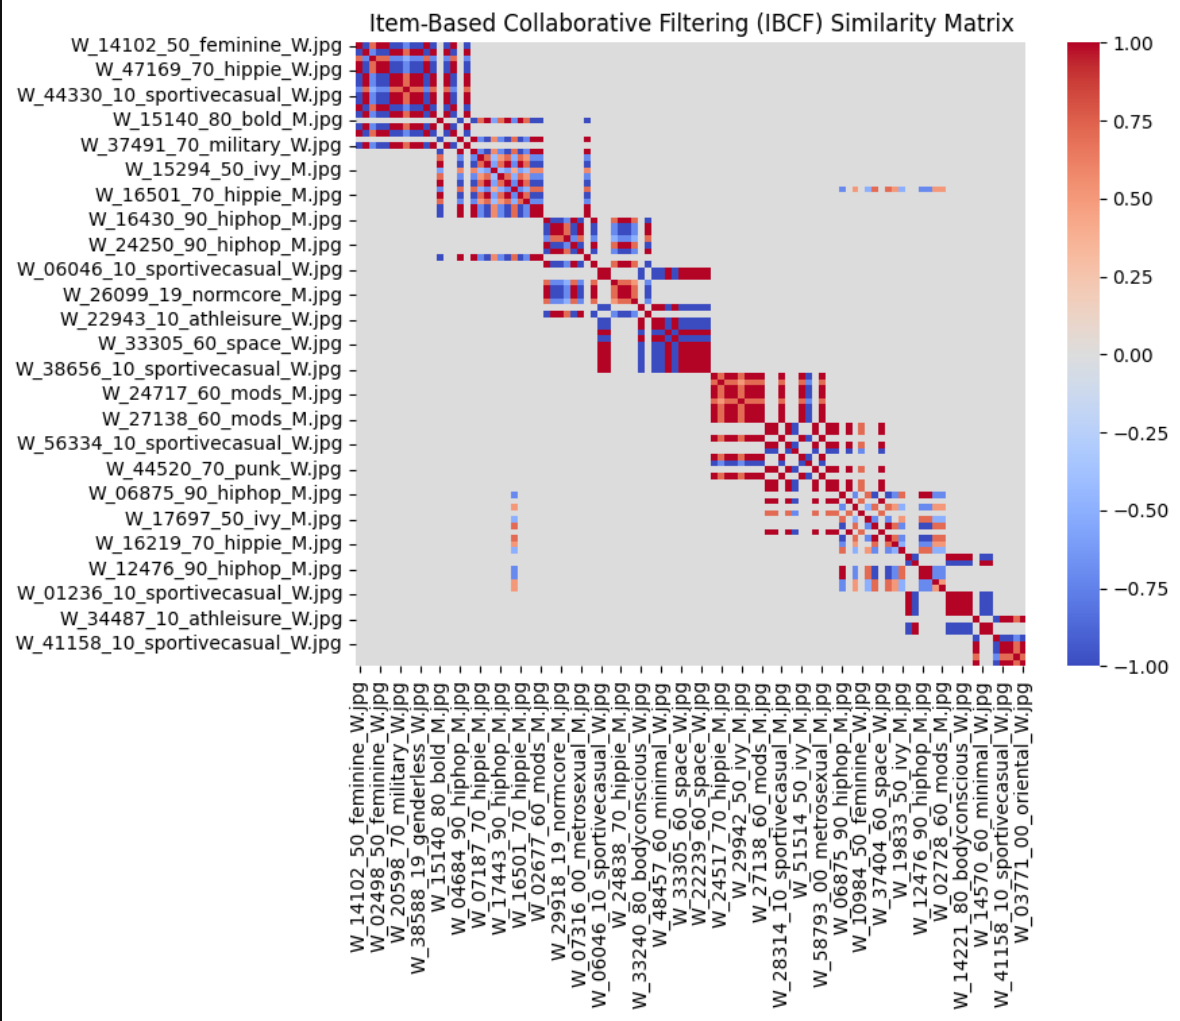 Item-Based Collaborative Filtering (IBCF) Similarity Matrix
W_14102_50_feminine_W.jpg
W_47169_70_hippie_W.jpg
W_44330_10_sportivecasual_W.jpg
W_15140_80_bold_M.jpg
W_37491_70_military_W.jpg
W_15294_50_ivy_M.jpg
W_16501_70_hippie_M.jpg
W_16430_90_hiphop_M.jpg
W_24250_90_hiphop_M.jpg
W_06046_10_sportivecasual_W.jpg
W_26099_19_normcore_M.jpg
W_22943_10_athleisure_W.jpg
W_33305_60_space_W.jpg
W_38656_10_sportivecasual_W.jpg
W_24717_60_mods_M.jpg
W_27138_60_mods_M.jpg
W_56334_10_sportivecasual_W.jpg
W_44520_70_punk_W.jpg
W_06875_90_hiphop_M.jpg
W_17697_50_ivy_M.jpg
W_16219_70_hippie_M.jpg
W_12476_90_hiphop_M.jpg
W_01236_10_sportivecasual_W.jpg
W_34487_10_athleisure_W.jpg
W_41158_10_sportivecasual_W.jpg
W_14102_50_feminine_W.jpg
W_02498_50_feminine_W.jpg
W_20598_70_military_W.jpg
W_38588_19_genderless_W.jpg
W_15140_80_bold_M.jpg
W_04684_90_hiphop_M.jpg
W_07187_70_hippie_M.jpg
W_17443_90_hiphop_M.jpg
W_16501_70_hippie_M.jpg
W_02677_60_mods_M.jpg
W_29918_19_normcore_M.jpg
W_07316_00_metrosexual_M.jpg
W_06046_10_sportivecasual_W.jpg
W_24838_70_hippie_M.jpg
W_33240_80_bodyconscious_W.jpg
W_48457_60_minimal_W.jpg
W_33305_60_space_W.jpg
W_22239_60_space_W.jpg
W_24517_70_hippie_M.jpg
W_29942_50_ivy_M.jpg
W_27138_60_mods_M.jpg
W_28314_10_sportivecasual_M.jpg
W_51514_50_ivy_M.jpg
W_58793_00_metrosexual_M.jpg
W_06875_90_hiphop_M.jpg
W_10984_50_feminine_W.jpg
W_37404_60_space_W.jpg
W_19833_50_ivy_M.jpg
W_12476_90_hiphop_M.jpg
W_02728_60_mods_M.jpg
W_14221_80_bodyconscious_W.jpg
W_14570_60_minimal_W.jpg
W_41158_10_sportivecasual_W.jpg
W_03771_00_oriental_W.jpg
1.00
0.75
0.50
0.25
0.00
−0.25
−0.50
−0.75
−1.00